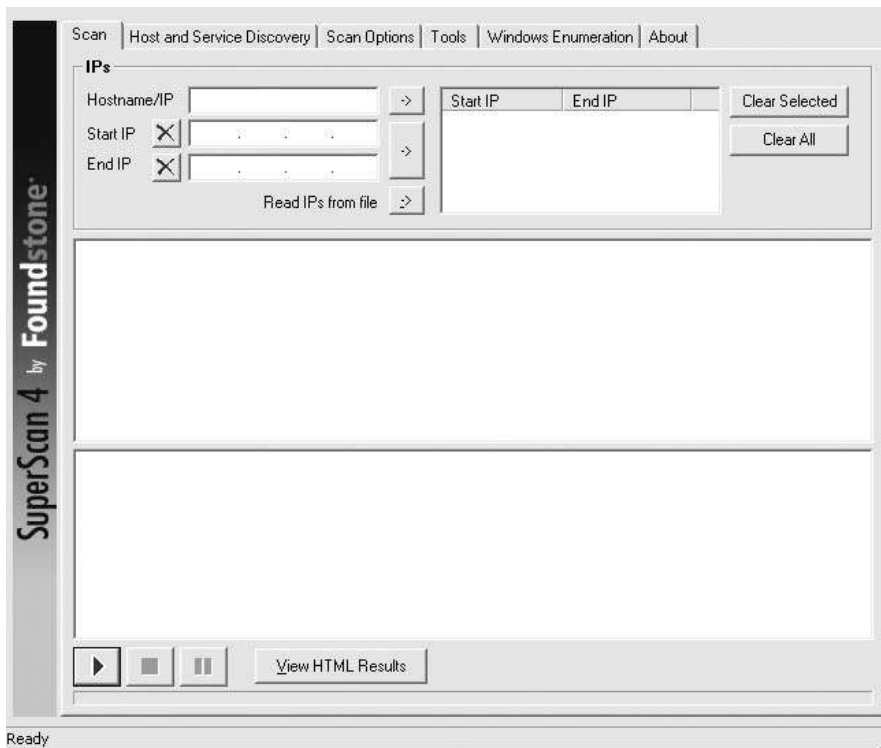 Scan Host and Service Discovery Scan Options Tools Windows Enumeration About
IPs
Hostname/IP -> Start IP End IP Clear Selected
Start IP . . . -> Clear All
End IP . . .
Read IPs from file ->
SuperScan 4 by Foundstone
View HTML Results
Ready